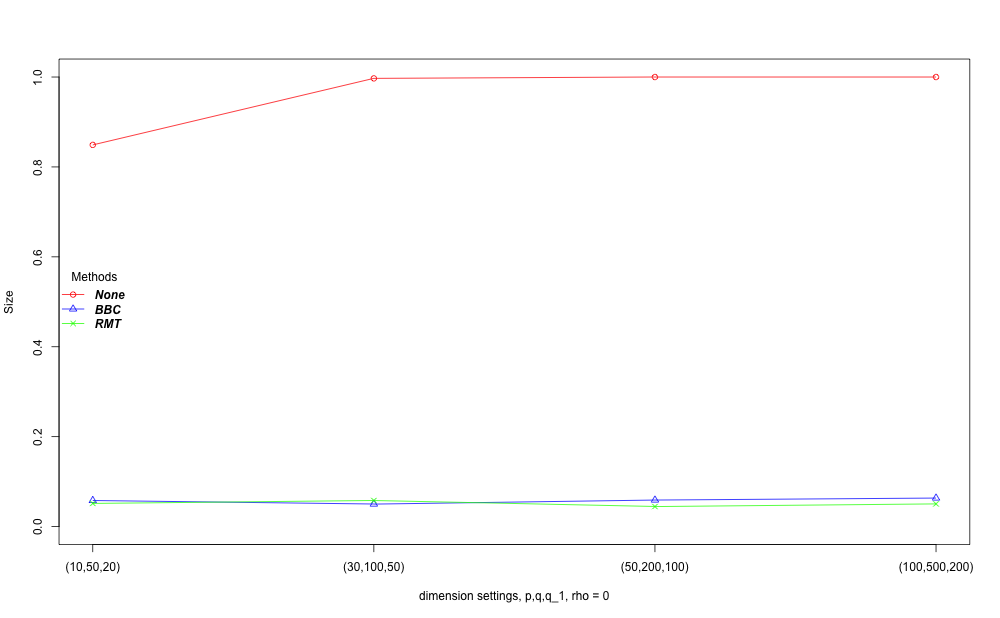 1.0
0.8
0.6
0.4
0.2
0.0
Size
Methods
None
BBC
RMT
(10,50,20)
(30,100,50)
(50,200,100)
(100,500,200)
dimension settings, p,q,q_1, rho = 0